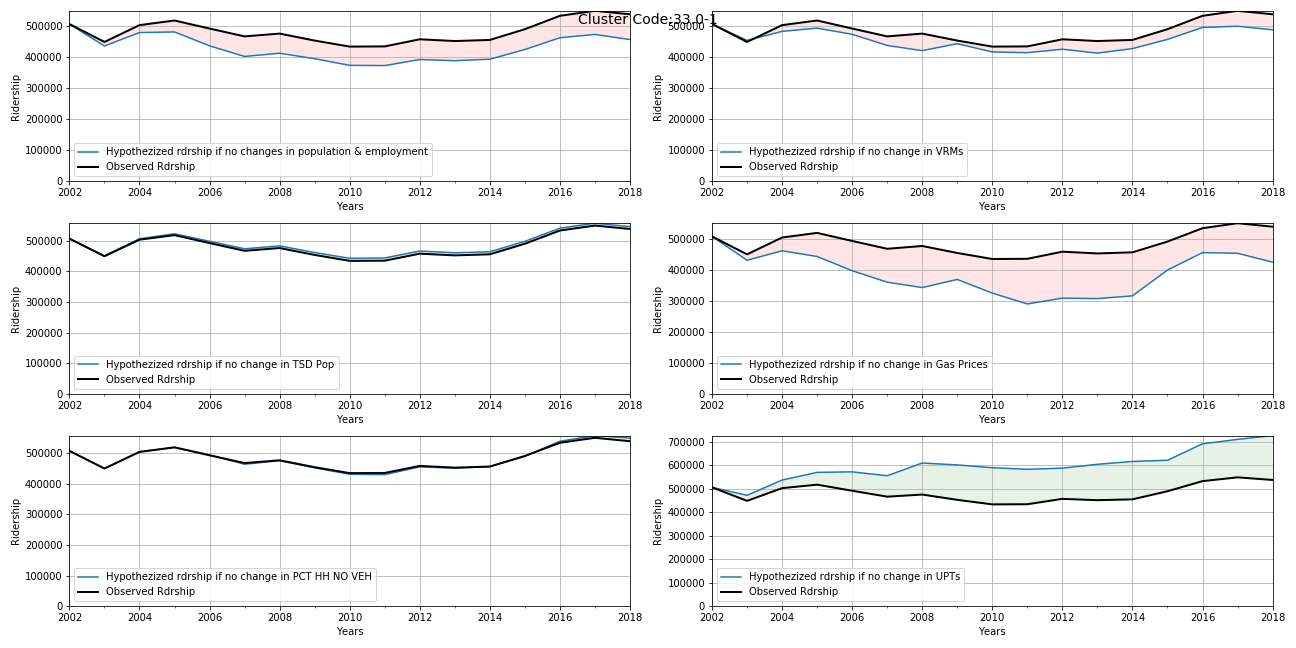 Cluster Code:33.0-1
500000
400000
300000
200000
100000
0
Ridership
Hypothezized rdrship if no changes in population & employment
Observed Rdrship
2002 2004 2006 2008 2010 2012 2014 2016 2018
Years
500000
400000
300000
200000
100000
0
Ridership
Hypothezized rdrship if no change in VRMs
Observed Rdrship
2002 2004 2006 2008 2010 2012 2014 2016 2018
Years
500000
400000
300000
200000
100000
0
Ridership
Hypothezized rdrship if no change in TSD Pop
Observed Rdrship
2002 2004 2006 2008 2010 2012 2014 2016 2018
Years
500000
400000
300000
200000
100000
0
Ridership
Hypothezized rdrship if no change in Gas Prices
Observed Rdrship
2002 2004 2006 2008 2010 2012 2014 2016 2018
Years
500000
400000
300000
200000
100000
0
Ridership
Hypothezized rdrship if no change in PCT HH NO VEH
Observed Rdrship
2002 2004 2006 2008 2010 2012 2014 2016 2018
Years
700000
600000
500000
400000
300000
200000
100000
0
Ridership
Hypothezized rdrship if no change in UPTs
Observed Rdrship
2002 2004 2006 2008 2010 2012 2014 2016 2018
Years